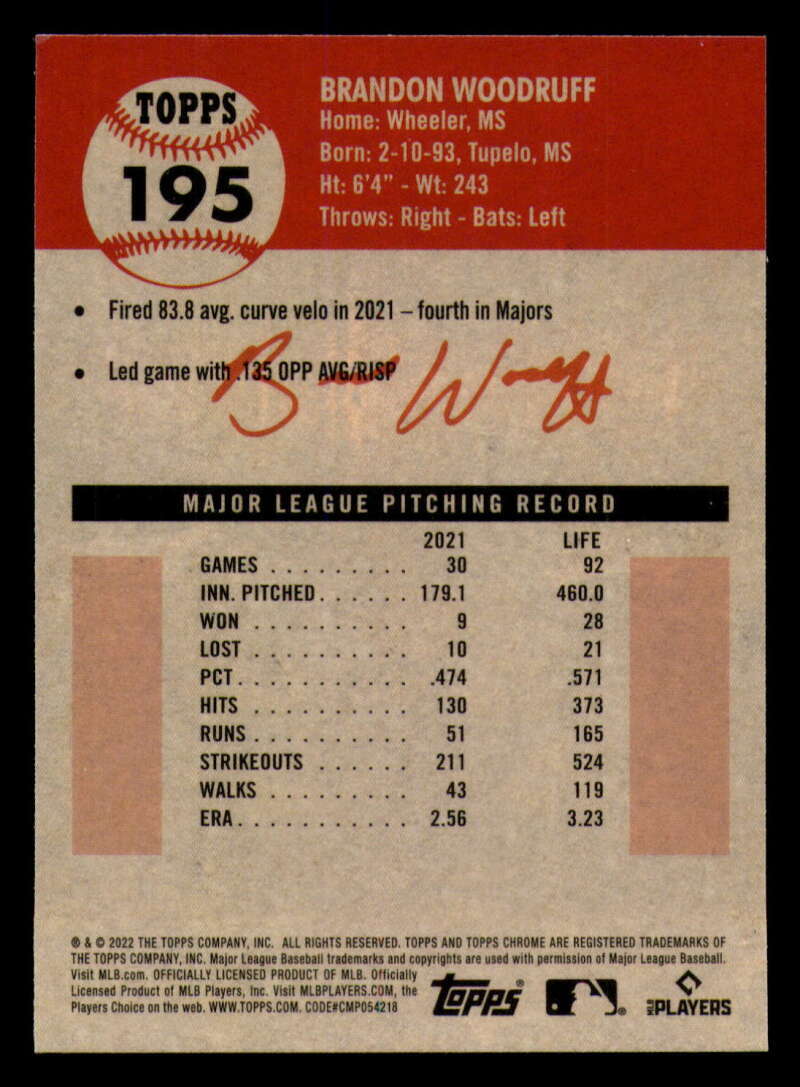 TOPPS
195
BRANDON WOODRUFF
Home: Wheeler, MS
Born: 2-10-93, Tupelo, MS
Ht: 6'4" - Wt: 243
Throws: Right - Bats: Left
• Fired 83.8 avg. curve velo in 2021 – fourth in Majors
• Led game with .135 OPP AVG/RISP
MAJOR LEAGUE PITCHING RECORD
2021 LIFE
GAMES . . . . . . . . . 30 92
INN. PITCHED. . . . . . 179.1 460.0
WON . . . . . . . . . . 9 28
LOST . . . . . . . . . . 10 21
PCT. . . . . . . . . . . .474 .571
HITS . . . . . . . . . . 130 373
RUNS. . . . . . . . . . 51 165
STRIKEOUTS . . . . . . 211 524
WALKS . . . . . . . . . 43 119
ERA. . . . . . . . . . . 2.56 3.23
® & © 2022 THE TOPPS COMPANY, INC. ALL RIGHTS RESERVED. TOPPS AND TOPPS CHROME ARE REGISTERED TRADEMARKS OF
THE TOPPS COMPANY, INC. Major League Baseball trademarks and copyrights are used with permission of Major League Baseball.
Visit MLB.com. OFFICIALLY LICENSED PRODUCT OF MLB. Officially
Licensed Product of MLB Players, Inc. Visit MLBPLAYERS.COM, the
Players Choice on the web. WWW.TOPPS.COM. CODE#CMP054218
Topps®
MLB PLAYERS